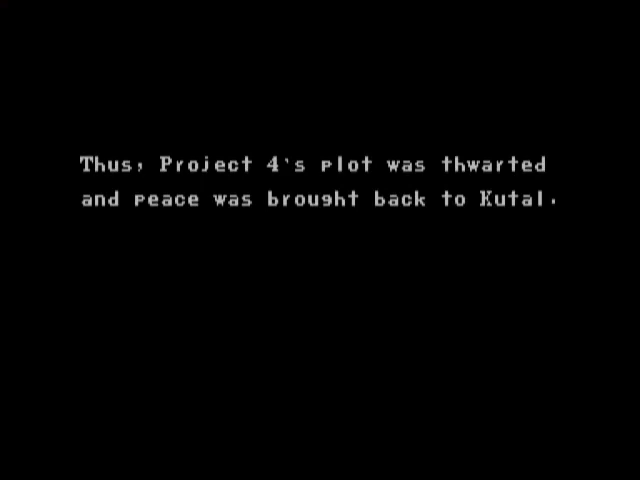 Thus, Project 4's plot was thwarted
and peace was brought back to Kutal.